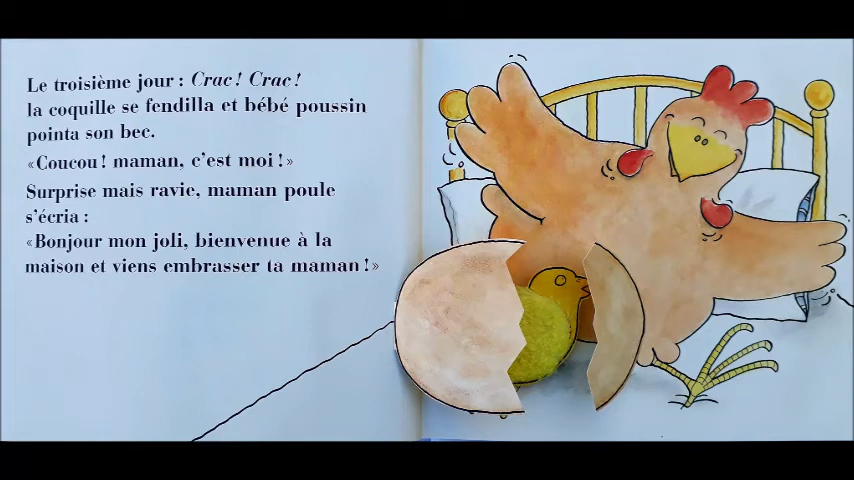 Le troisième jour : Crac ! Crac !
la coquille se fendilla et bébé poussin
pointa son bec.
«Coucou ! maman, c'est moi !»
Surprise mais ravie, maman poule
s'écria :
«Bonjour mon joli, bienvenue à la
maison et viens embrasser ta maman !»